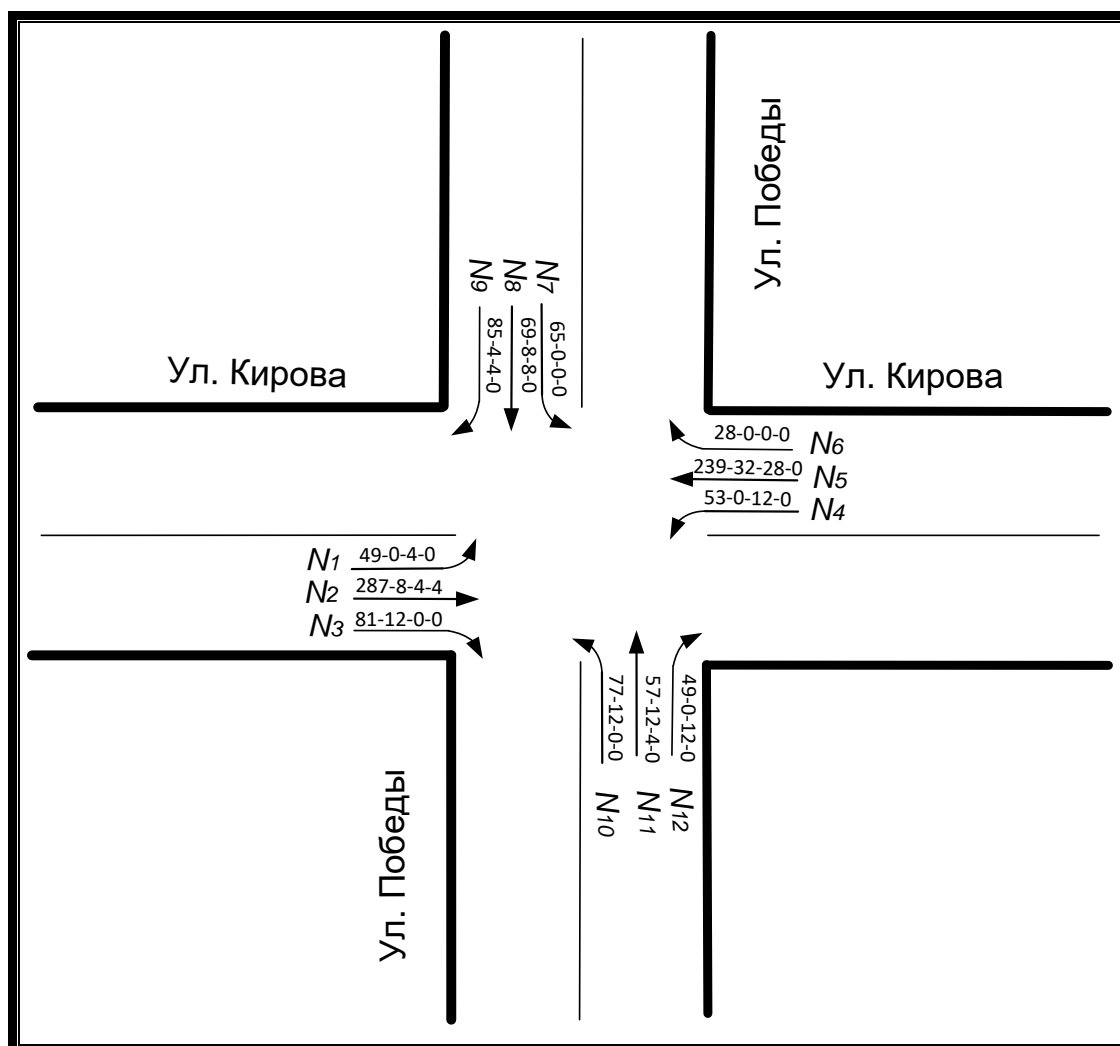 Ул. Победы
N9
N8
N7
85-4-4-0
69-8-8-0
65-0-0-0
Ул. Кирова
Ул. Кирова
28-0-0-0 N6
239-32-28-0 N5
53-0-12-0 N4
N1 49-0-4-0
N2 287-8-4-4
N3 81-12-0-0
77-12-0-0
57-12-4-0
49-0-12-0
N10
N11
N12
Ул. Победы